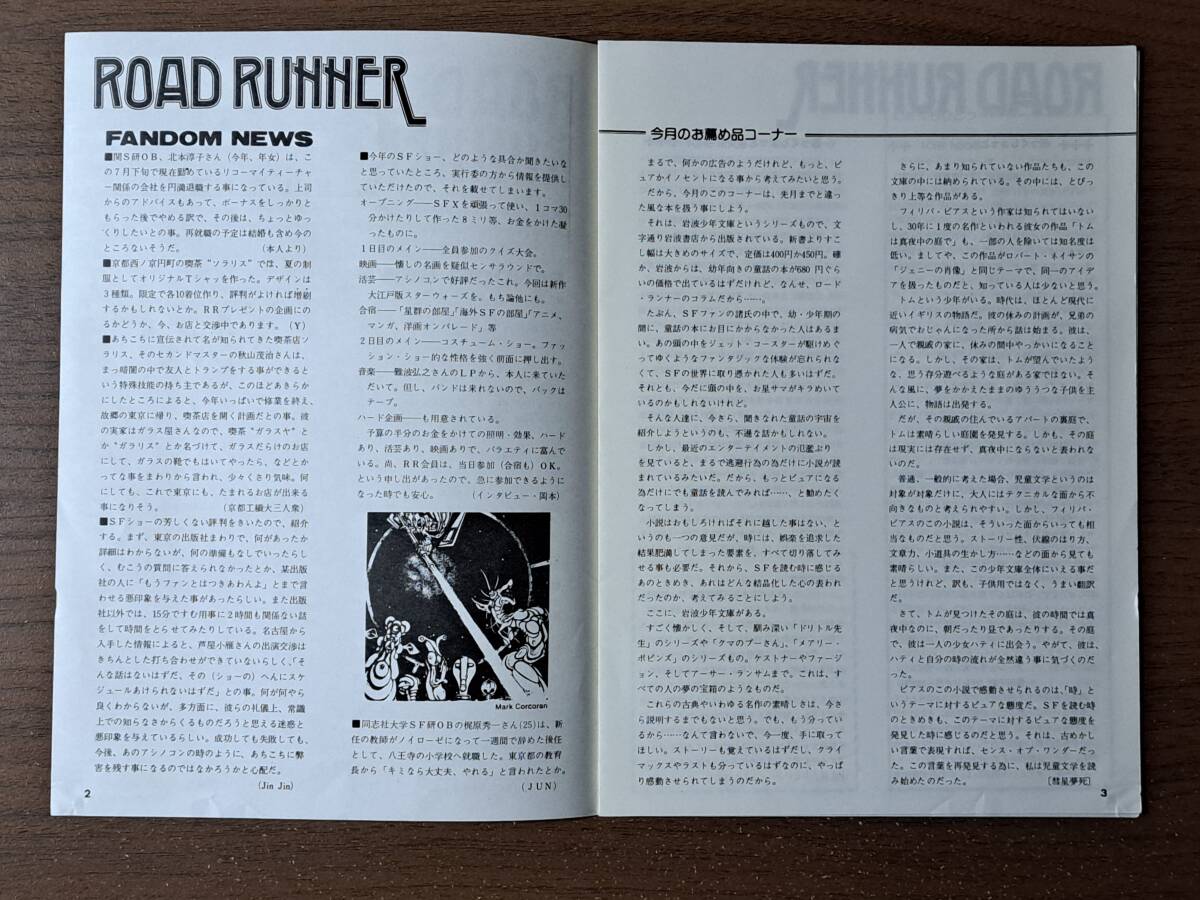 ROAD RUNNER
FANDOM NEWS
■関S研OB、北本淳子さん（今年、年女）は、こ
の7月下旬で現在勤めているリコーマイティーチャ
ー関係の会社を円満退職する事になっている。上司
からのアドバイスもあって、ボーナスをしっかりと
もらった後でやめる訳で、その後は、ちょっとゆっ
くりしたいとの事。再就職の予定は結婚も含め今の
ところないそうだ。（本人より）
■京都西ノ京円町の喫茶“ソラリス”では、夏の制
服としてオリジナルTシャツを作った。デザインは
3種類。限定で各10着位作り、評判がよければ増刷
するかもしれないとか。RRプレゼントの企画にの
るかどうか、今、お店と交渉中であります。（Y）
■あちこちに宣伝されて名が知られてきた喫茶店ソ
ラリス、そのセカンドマスターの秋山茂治さんは、
まっ暗闇の中で友人とトランプをする事ができると
いう特殊技能の持ち主であるが、このほどあきらか
にしたところによると、今年いっぱいで修業を終え、
故郷の東京に帰り、喫茶店を開く計画だとの事。彼
の実家はガラス屋さんなので、喫茶“ガラスヤ”と
か“ガラリス”とか名づけて、ガラスだらけのお店
にして、ガラスの靴でもはいてやったら、などとか
ってな事をまわりから言われ、少々くさり気味。何
にしても、これで東京にも、たまれるお店が出来る
事になりそう。（京都工繊大三人衆）
■SFショーの芳しくない評判をきいたので、紹介
する。まず、東京の出版社まわりで、何があったか
詳細はわからないが、何の準備もなしでいったらし
く、むこうの質問に答えられなかったとか、某出版
社の人に「もうファンとはつきあわんよ」とまで言
わせる悪印象を与えた事があったらしい。また出版
社以外では、15分ですむ用事に2時間も関係ない話
をして時間をとらせてみたりしている。名古屋から
入手した情報によると、芦屋小雁さんの出演交渉は
きちんとした打ち合わせができていないらしく、「そ
んな話はないはずだ、その（ショーの）へんにスケ
ジュールあけられないはずだ」との事。何が何やら
良くわからないが、多方面に、彼らの礼儀上、常識
上での知らなさからくるものだろうと思える迷惑と
悪印象を与えているらしい。成功しても失敗しても、
今後、あのアシノコンの時のように、あちこちに弊
害を残す事になるのではなかろうかと心配だ。
（Jin Jin）
2
■今年のSFショー、どのような具合か聞きたいな
と思っていたところ、実行委の方から情報を提供し
ていただけたので、それを載せてしまいます。
オープニング――SFXを頑張って使い、1コマ30
分かけたりして作った8ミリ等、お金をかけた凝
ったものに。
1日目のメイン――全員参加のクイズ大会。
映画――懐しの名画を疑似センサラウンドで。
活芸――アシノコンで好評だったこれ。今回は新作
大江戸版スターウォーズを。もち論他にも。
合宿――「星群の部屋」「海外SFの部屋」「アニメ、
マンガ、洋画オンパレード」等
2日目のメイン――コスチューム・ショー。ファッ
ション・ショー的な性格を強く前面に押し出す。
音楽――難波弘之さんのLPから、本人に来ていた
だいて。但し、バンドは来れないので、バックは
テープ。
ハード企画――も用意されている。
予算の半分のお金をかけての照明・効果、ハード
あり、活芸あり、映画ありで、バラエティに富んで
いる。尚、RR会員は、当日参加（合宿も）OK。
という申し出があったので、急に参加できるように
なった時でも安心。（インタビュー・岡本）
Mark Corcoran
■同志社大学SF研OBの梶原秀一さん(25)は、新
任の教師がノイローゼになって一週間で辞めた後任
として、八王寺の小学校へ就職した。東京都の教育
長から「キミなら大丈夫、やれる」と言われたとか。
（JUN）
今月のお薦め品コーナー
まるで、何かの広告のようだけれど、もっと、ピ
ュアかイノセントになる事から考えてみたいと思う。
だから、今月のこのコーナーは、先月までと違っ
た風な本を扱う事にしよう。
それは、岩波少年文庫というシリーズもので、文
字通り岩波書店から出版されている。新書よりすこ
し幅は大きめのサイズで、定価は400円か450円。確
か、岩波からは、幼年向きの童話の本が680円ぐら
いの価格で出ているはずだけれど、なんせ、ロード
・ランナーのコラムだから……。
たぶん、SFファンの諸氏の中で、幼・少年期の
間に、童話の本にお目にかからなかった人はあるま
い。あの頭の中をジェット・コースターが駆けめぐ
ってゆくようなファンタジックな体験が忘れられな
くて、SFの世界に取り憑かれた人も多いはずだ。
それとも、今だに頭の中を、お星サマがキラめいて
いるのかもしれないけれど。
そんな人達に、今さら、聞きなれた童話の宇宙を
紹介しようというのも、不遜な話かもしれない。
しかし、最近のエンターテイメントの氾濫ぶり
を見ていると、まるで逃避行為の為だけに小説が読
まれているみたいだ。だから、もっとピュアになる
為だけにでも童話を読んでみれば……、と勧めたく
なってしまう。
小説はおもしろければそれに越した事はない、と
いうのも一つの意見だが、時には、娯楽を追求した
結果肥満してしまった要素を、すべて切り落してみ
せる事も必要だ。それから、SFを読む時に感じる
あのときめき、あれはどんな結晶化した心の表われ
だったのか、考えてみることにしよう。
ここに、岩波少年文庫がある。
すごく懐かしく、そして、馴み深い「ドリトル先
生」のシリーズや「クマのプーさん」、「メアリー・
ポピンズ」のシリーズもの。ケストナーやファージ
ョン、そしてアーサー・ランサムまで。これは、す
べての人の夢の宝箱のようなものだ。
これらの古典やいわゆる名作の素晴しさは、今さ
ら説明するまでもないと思う。でも、もう分ってい
るから……なんて言わないで、今一度、手に取って
ほしい。ストーリーも覚えているはずだし、クライ
マックスやラストも分っているはずなのに、やっぱ
り感動させられてしまうのだから。
さらに、あまり知られていない作品たちも、この
文庫の中には納められている。その中には、とびっ
きり上等な作品がある。
フィリパ・ピアスという作家は知られてはいない
し、30年に1度の名作といわれる彼女の作品「トム
は真夜中の庭で」も、一部の人を除いては知名度は
低い。ましてや、この作品がロバート・ネイサンの
「ジェニーの肖像」と同じテーマで、同一のアイデ
アを扱ったものだと、知っている人は少ないと思う。
トムという少年がいる。時代は、ほとんど現代に
近いイギリスの物語だ。彼の休みの計画が、兄弟の
病気でおじゃんになった所から話は始まる。彼は、
一人で親戚の家に、休みの間中やっかいになること
になる。しかし、その家は、トムが望んでいたよう
な、思う存分遊べるような庭がある家ではない。そ
んな風に、夢をかかえたままのゆううつな子供を主
人公に、物語は出発する。
だが、その親戚の住んでいるアパートの裏庭で、
トムは素晴らしい庭園を発見する。しかも、その庭
は現実には存在せず、真夜中にならないと表われな
いのだ。
普通、一般的に考えた場合、児童文学というのは
対象が対象だけに、大人にはテクニカルな面から不
向きなものと考えられやすい。しかし、フィリパ・
ピアスのこの小説は、そういった面からいっても相
当なものだと思う。ストーリー性、伏線のはり方、
文章力、小道具の生かし方……などの面から見ても
素晴らしい。また、この少年文庫全体にいえる事だ
と思うけれど、訳も、子供用ではなく、うまい翻訳
だったのだ。
さて、トムが見つけたその庭は、彼の時間では真
夜中なのに、朝だったり昼であったりする。その庭
で、彼は一人の少女ハティに出会う。やがて、彼は、
ハティと自分の時の流れが全然違う事に気づくのだ
った。
ピアスのこの小説で感動させられるのは、「時」と
いうテーマに対するピュアな態度だ。SFを読む時
のときめきも、このテーマに対するピュアな態度を
発見した時に感じるのだと思う。それは、古めかし
い言葉で表現すれば、センス・オブ・ワンダーだっ
た。この言葉を再発見する為に、私は児童文学を読
み始めたのだった。〔彗星夢死〕
3